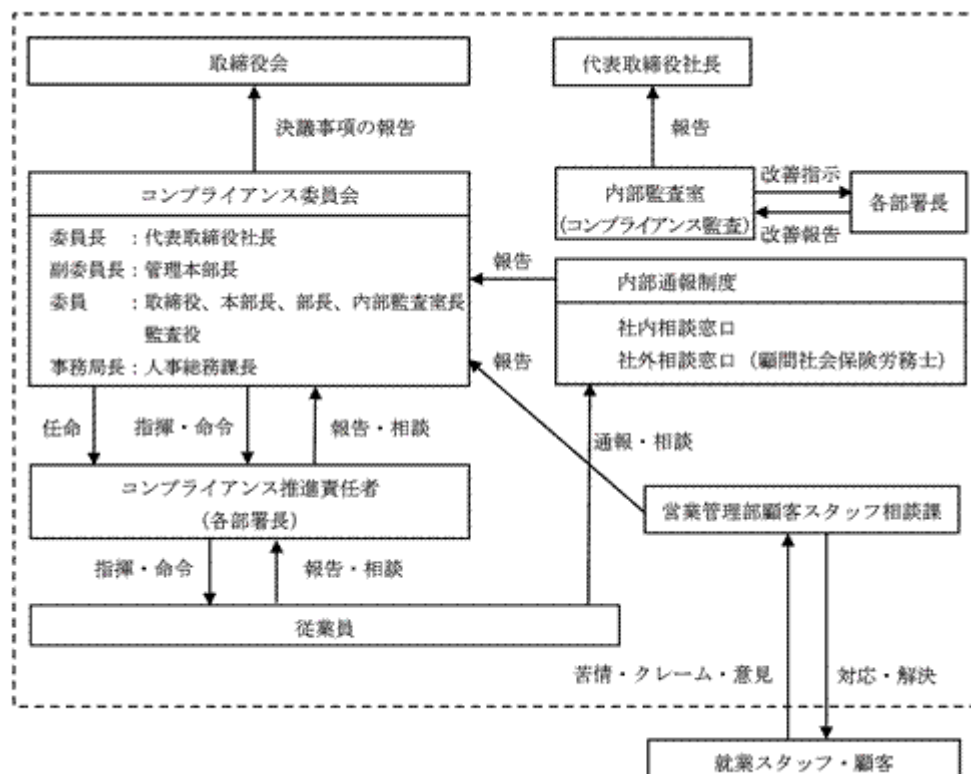 取締役会
代表取締役社長
決議事項の報告
報告
コンプライアンス委員会
委員長　：代表取締役社長
副委員長：管理本部長
委員　　：取締役、本部長、部長、内部監査室長
監査役
事務局長：人事総務課長
内部監査室
(コンプライアンス監査)
改善指示
改善報告
各部署長
報告
内部通報制度
社内相談窓口
社外相談窓口（顧問社会保険労務士）
報告
任命
指揮・命令
報告・相談
通報・相談
コンプライアンス推進責任者
(各部署長)
営業管理部顧客スタッフ相談課
指揮・命令
報告・相談
従業員
苦情・クレーム・意見
対応・解決
就業スタッフ・顧客